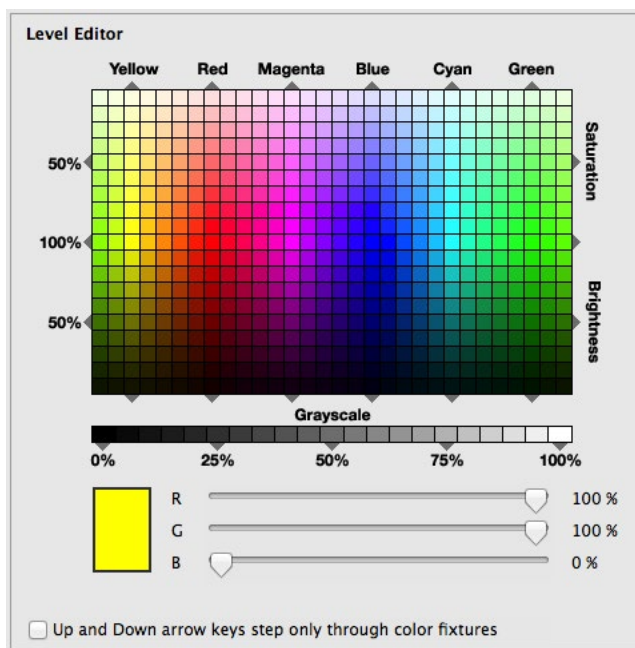 Level Editor
Yellow Red Magenta Blue Cyan Green
Saturation
50%
100%
Brightness
50%
Grayscale
0% 25% 50% 75% 100%
R 100 %
G 100 %
B 0 %
Up and Down arrow keys step only through color fixtures